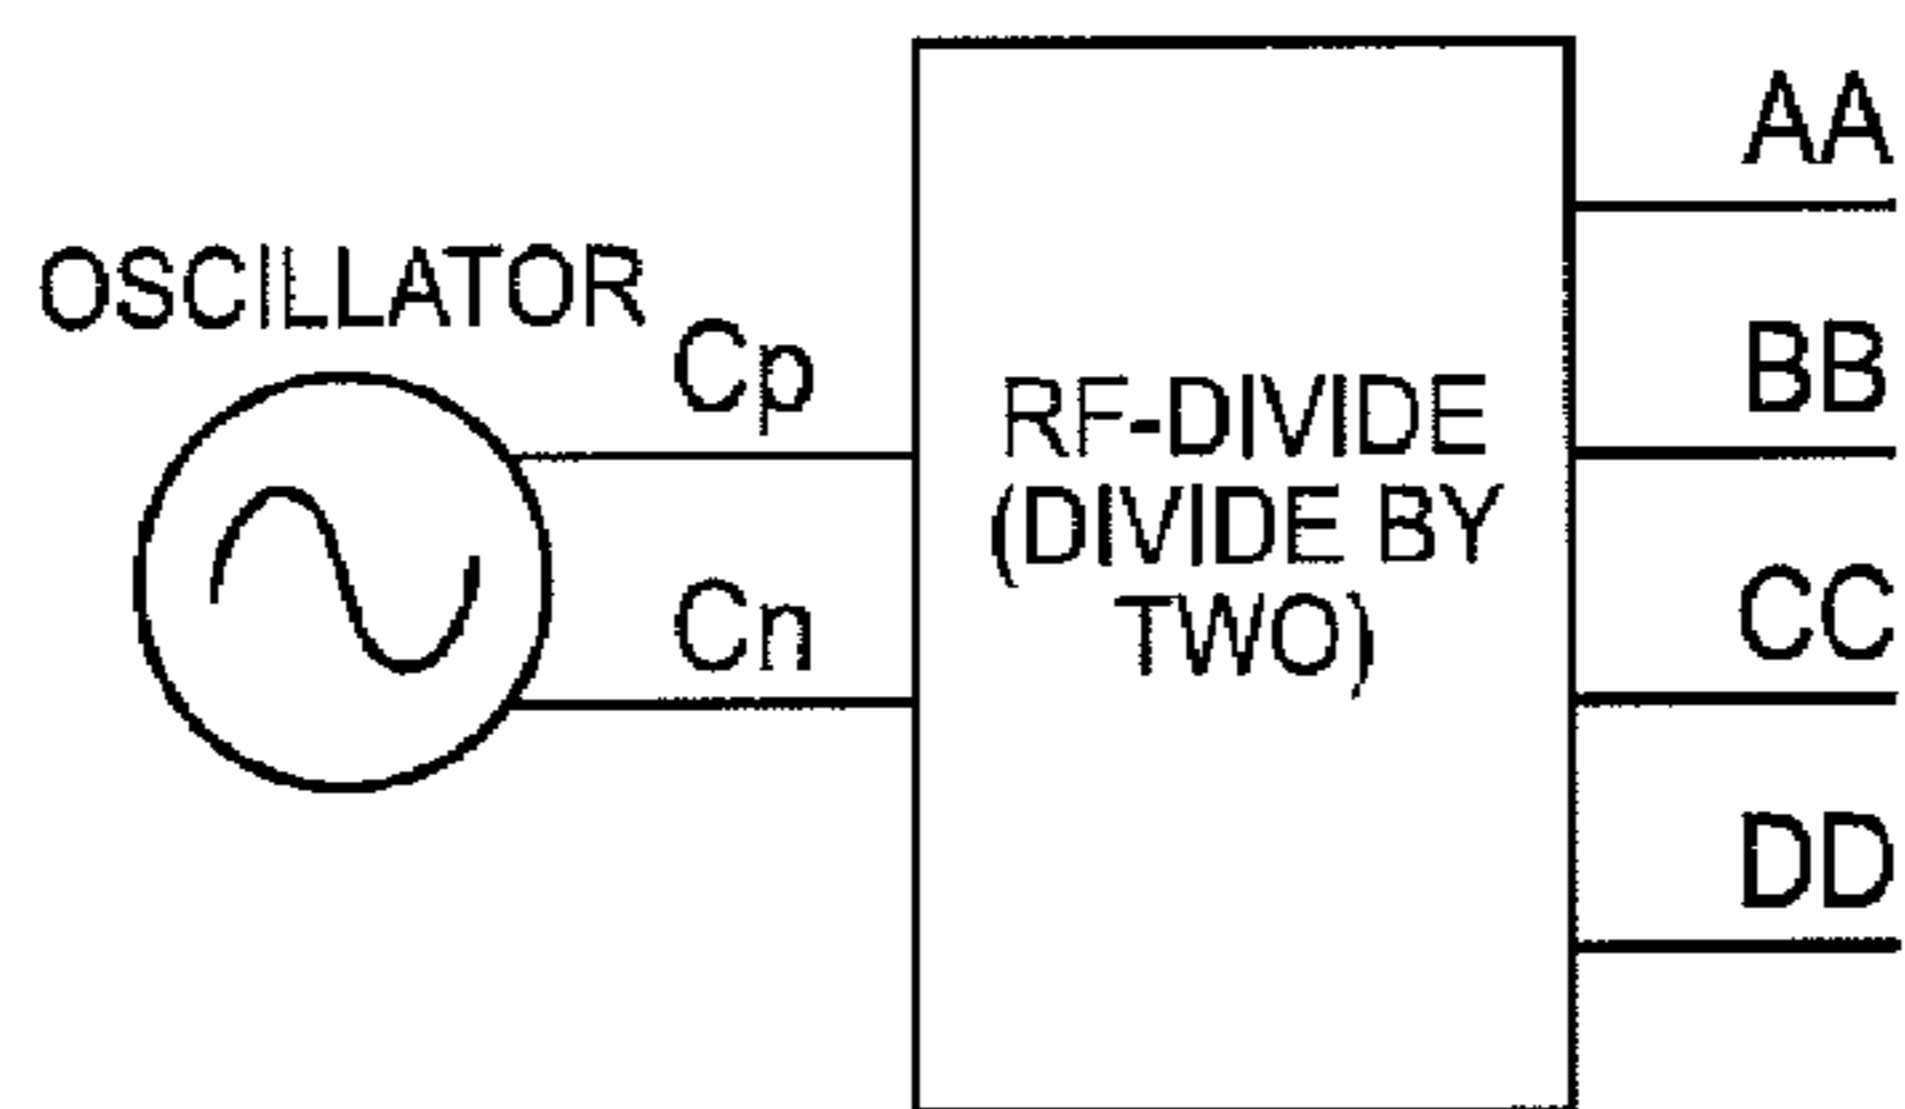 OSCILLATOR
Cp
Cn
RF-DIVIDE
(DIVIDE BY
TWO)
AA
BB
CC
DD